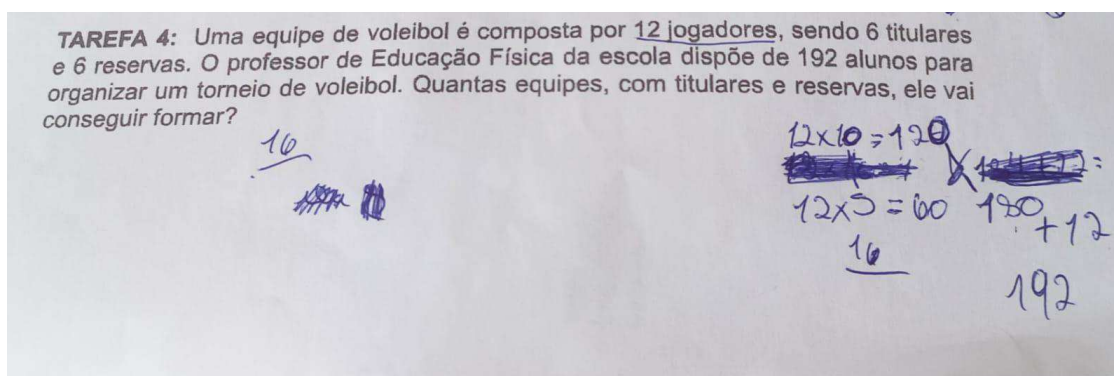 TAREFA 4: Uma equipe de voleibol é composta por 12 jogadores, sendo 6 titulares
e 6 reservas. O professor de Educação Física da escola dispõe de 192 alunos para
organizar um torneio de voleibol. Quantas equipes, com titulares e reservas, ele vai
conseguir formar?
16
12x10=120
12x5=60 180
+12
16
192